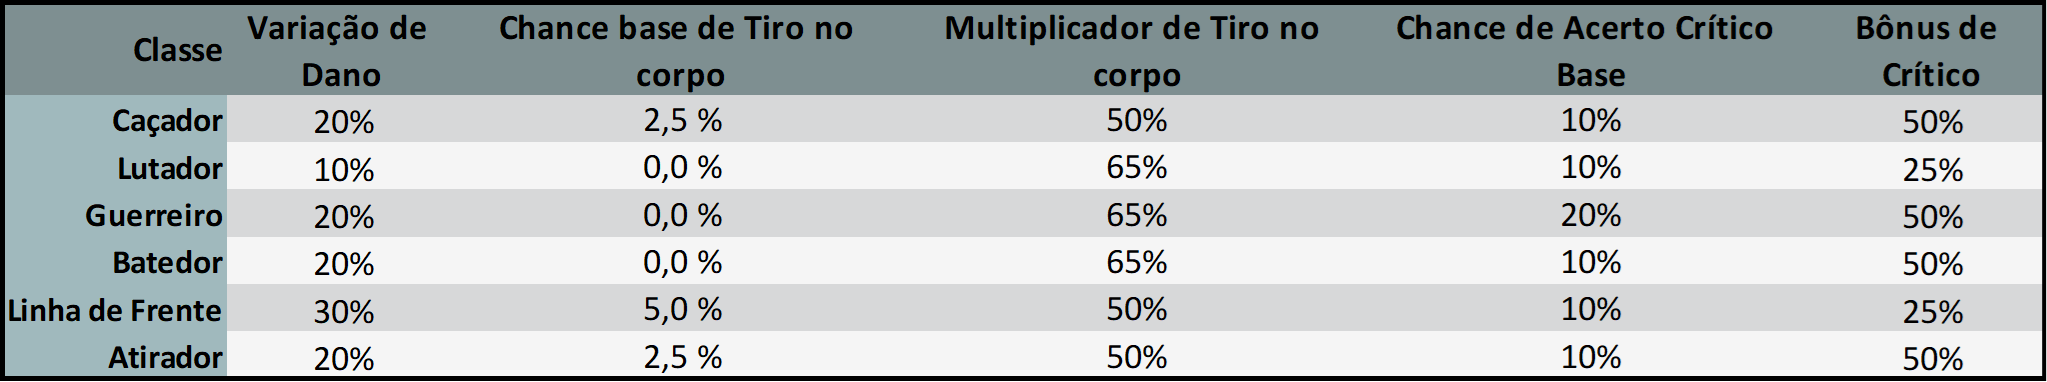 Classe Variação de Dano Chance base de Tiro no corpo Multiplicador de Tiro no corpo Chance de Acerto Crítico Base Bônus de Crítico
Caçador 20% 2,5 % 50% 10% 50%
Lutador 10% 0,0 % 65% 10% 25%
Guerreiro 20% 0,0 % 65% 20% 50%
Batedor 20% 0,0 % 65% 10% 50%
Linha de Frente 30% 5,0 % 50% 10% 25%
Atirador 20% 2,5 % 50% 10% 50%